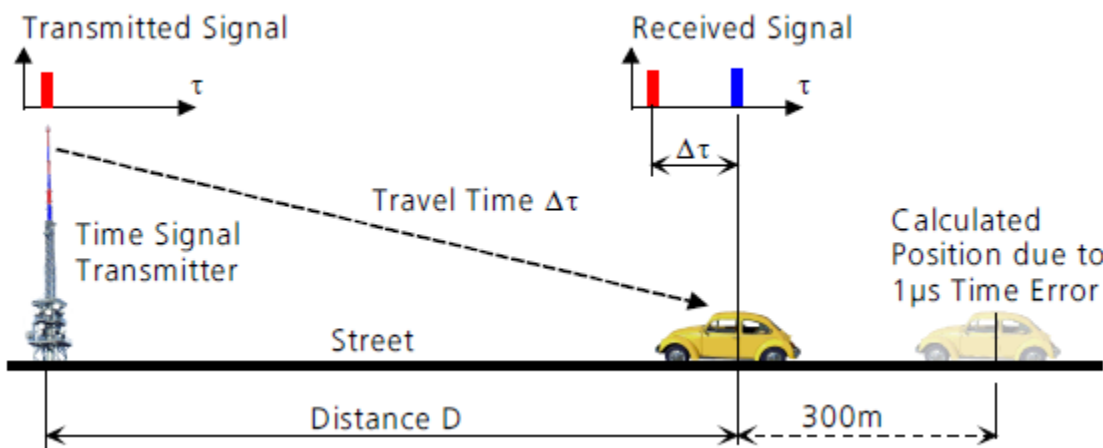 Transmitted Signal
Received Signal
τ
τ
Δτ
Travel Time Δτ
Time Signal
Transmitter
Calculated
Position due to
1µs Time Error
Street
Distance D
300m